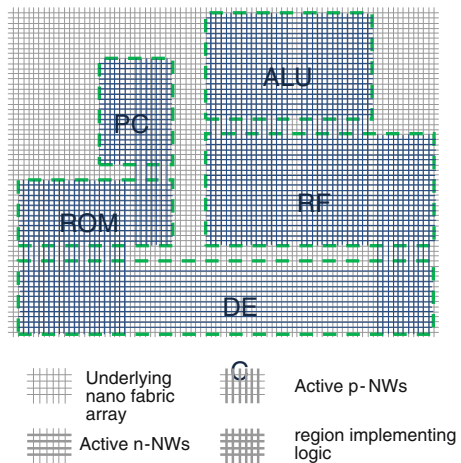 ALU
PC
RF
ROM
DE
C
Underlying
nano fabric
array
Active p-NWs
Active n-NWs
region implementing
logic